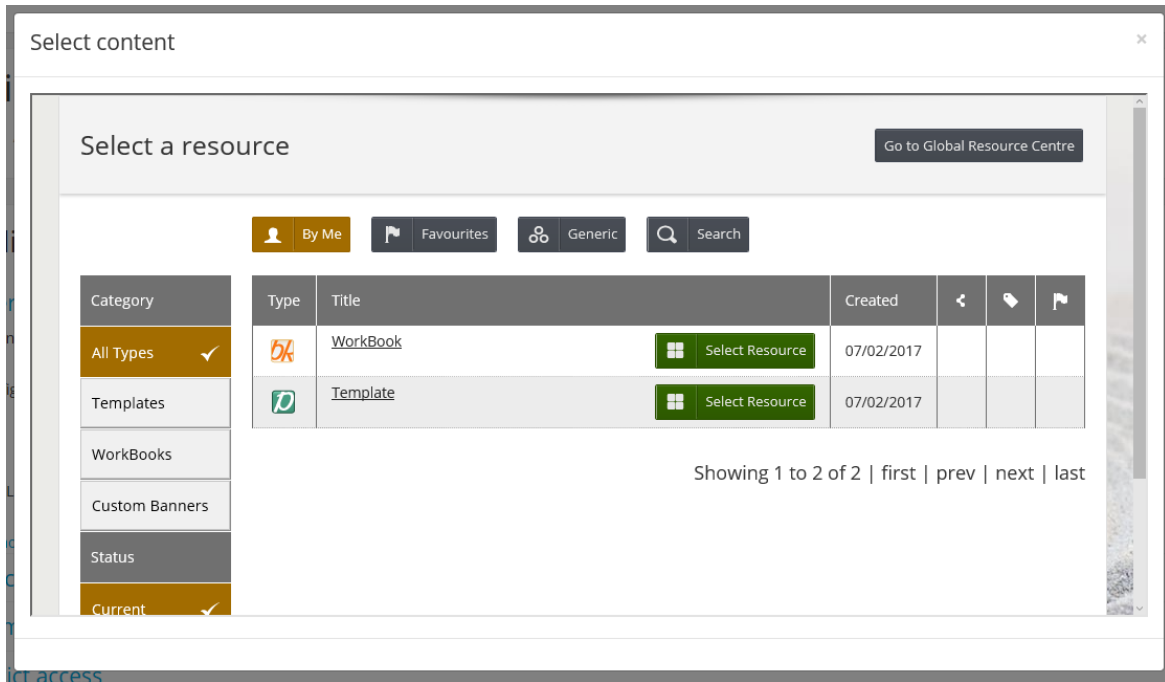 Select content ×
Select a resource
Go to Global Resource Centre
By Me Favourites Generic Search
Category
All Types
Templates
WorkBooks
Custom Banners
Status
Current
Type Title Created
WorkBook Select Resource 07/02/2017
Template Select Resource 07/02/2017
Showing 1 to 2 of 2 | first | prev | next | last
access